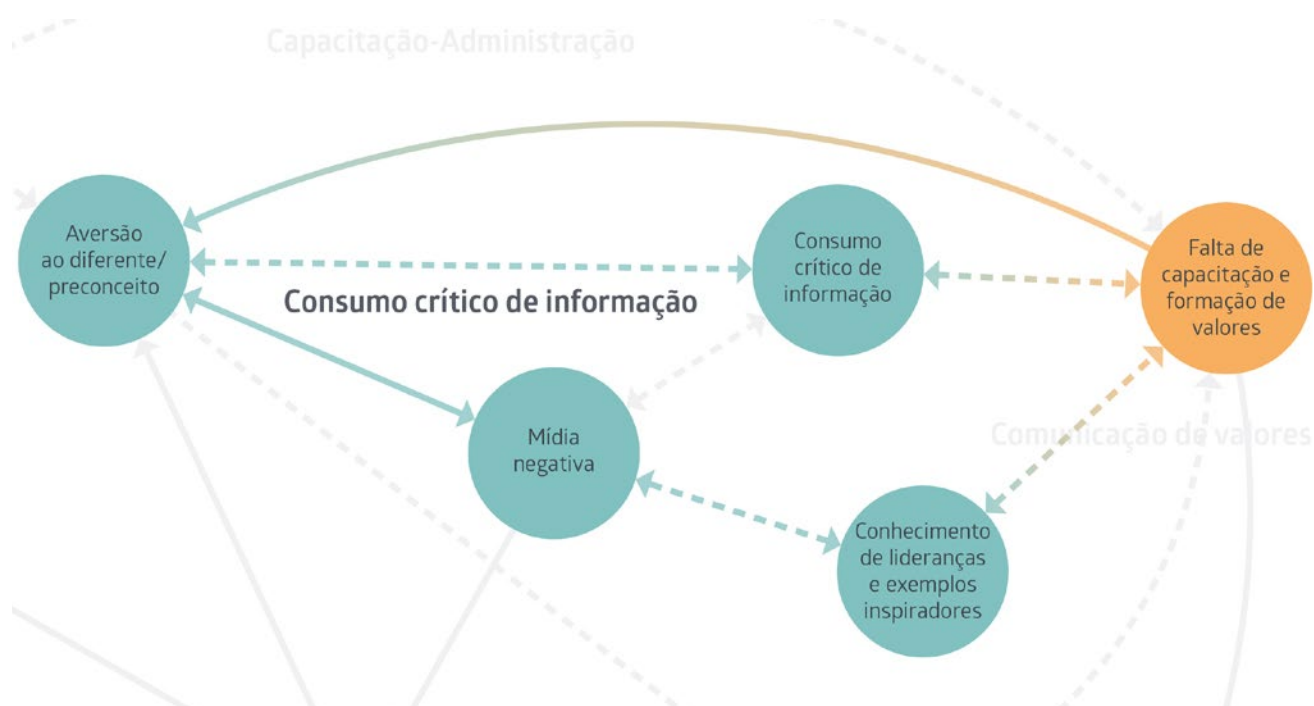 Capacitação-Administração
Aversão
ao diferente/
preconceito
Consumo
crítico de
informação
Falta de
capacitação e
formação de
valores
Consumo crítico de informação
Mídia
negativa
Comunicação de valores
Conhecimento
de lideranças
e exemplos
inspiradores